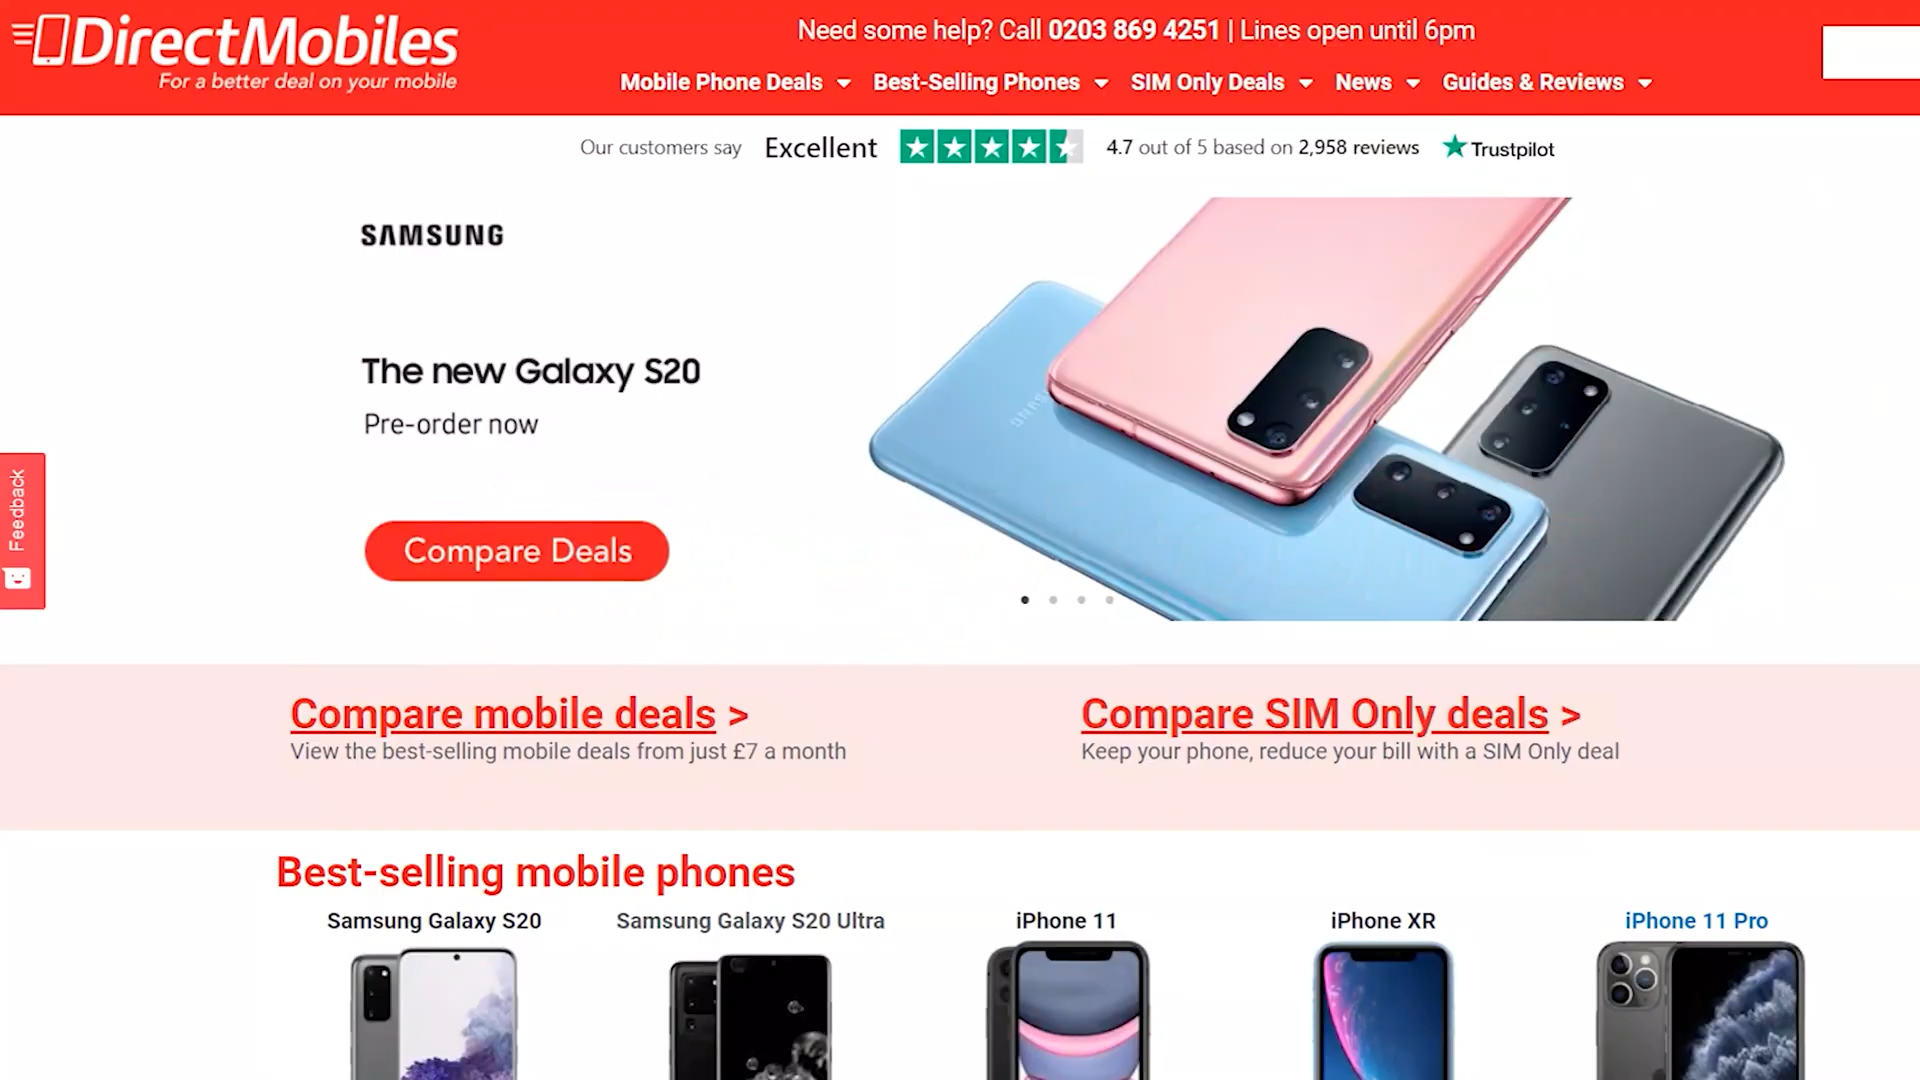 DirectMobiles
For a better deal on your mobile
Need some help? Call 0203 869 4251 | Lines open until 6pm
Mobile Phone Deals Best-Selling Phones SIM Only Deals News Guides & Reviews
Our customers say Excellent 4.7 out of 5 based on 2,958 reviews Trustpilot
SAMSUNG
The new Galaxy S20
Pre-order now
Compare Deals
Feedback
Compare mobile deals >
View the best-selling mobile deals from just £7 a month
Compare SIM Only deals >
Keep your phone, reduce your bill with a SIM Only deal
Best-selling mobile phones
Samsung Galaxy S20
Samsung Galaxy S20 Ultra
iPhone 11
iPhone XR
iPhone 11 Pro